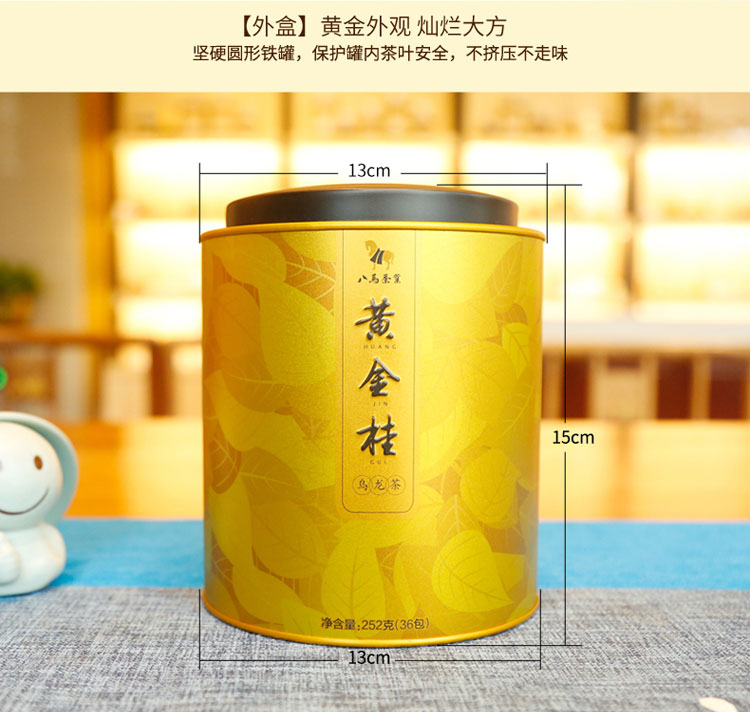 【外盒】黄金外观 灿烂大方
坚硬圆形铁罐，保护罐内茶叶安全，不挤压不走味
13cm
八马茶业
黄
HUANG
金
JIN
桂
GUI
乌龙茶
15cm
净含量:252克(36包)
13cm